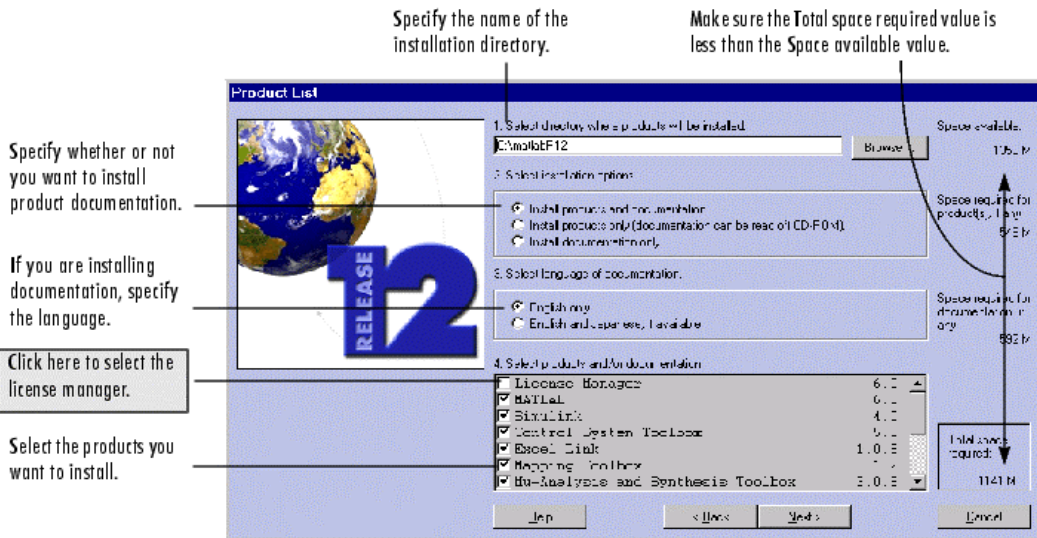 Specify the name of the
installation directory.
Make sure the Total space required value is
less than the Space available value.
Product List
Specify whether or not
you want to install
product documentation.
If you are installing
documentation, specify
the language.
Click here to select the
license manager.
Select the products you
want to install.
RELEASE
12
1. Select directory where products will be installed.
C:\matlabR12
Browse...
2. Select installation options
Install products and documentation
Install products only (documentation can be read off CD-ROM).
Install documentation only
3. Select language of documentation.
English only
English and Japanese, if available
4. Select products and/or documentation
License Manager
MATLAB
Simulink
Control System Toolbox
Excel Link
Mapping Toolbox
Mu-Analysis and Synthesis Toolbox
Space available:
Space required for
product(s), if any
Space required for
documentation, if
any
592 M
Total space
required:
1141 M
Help
< Back
Next >
Cancel